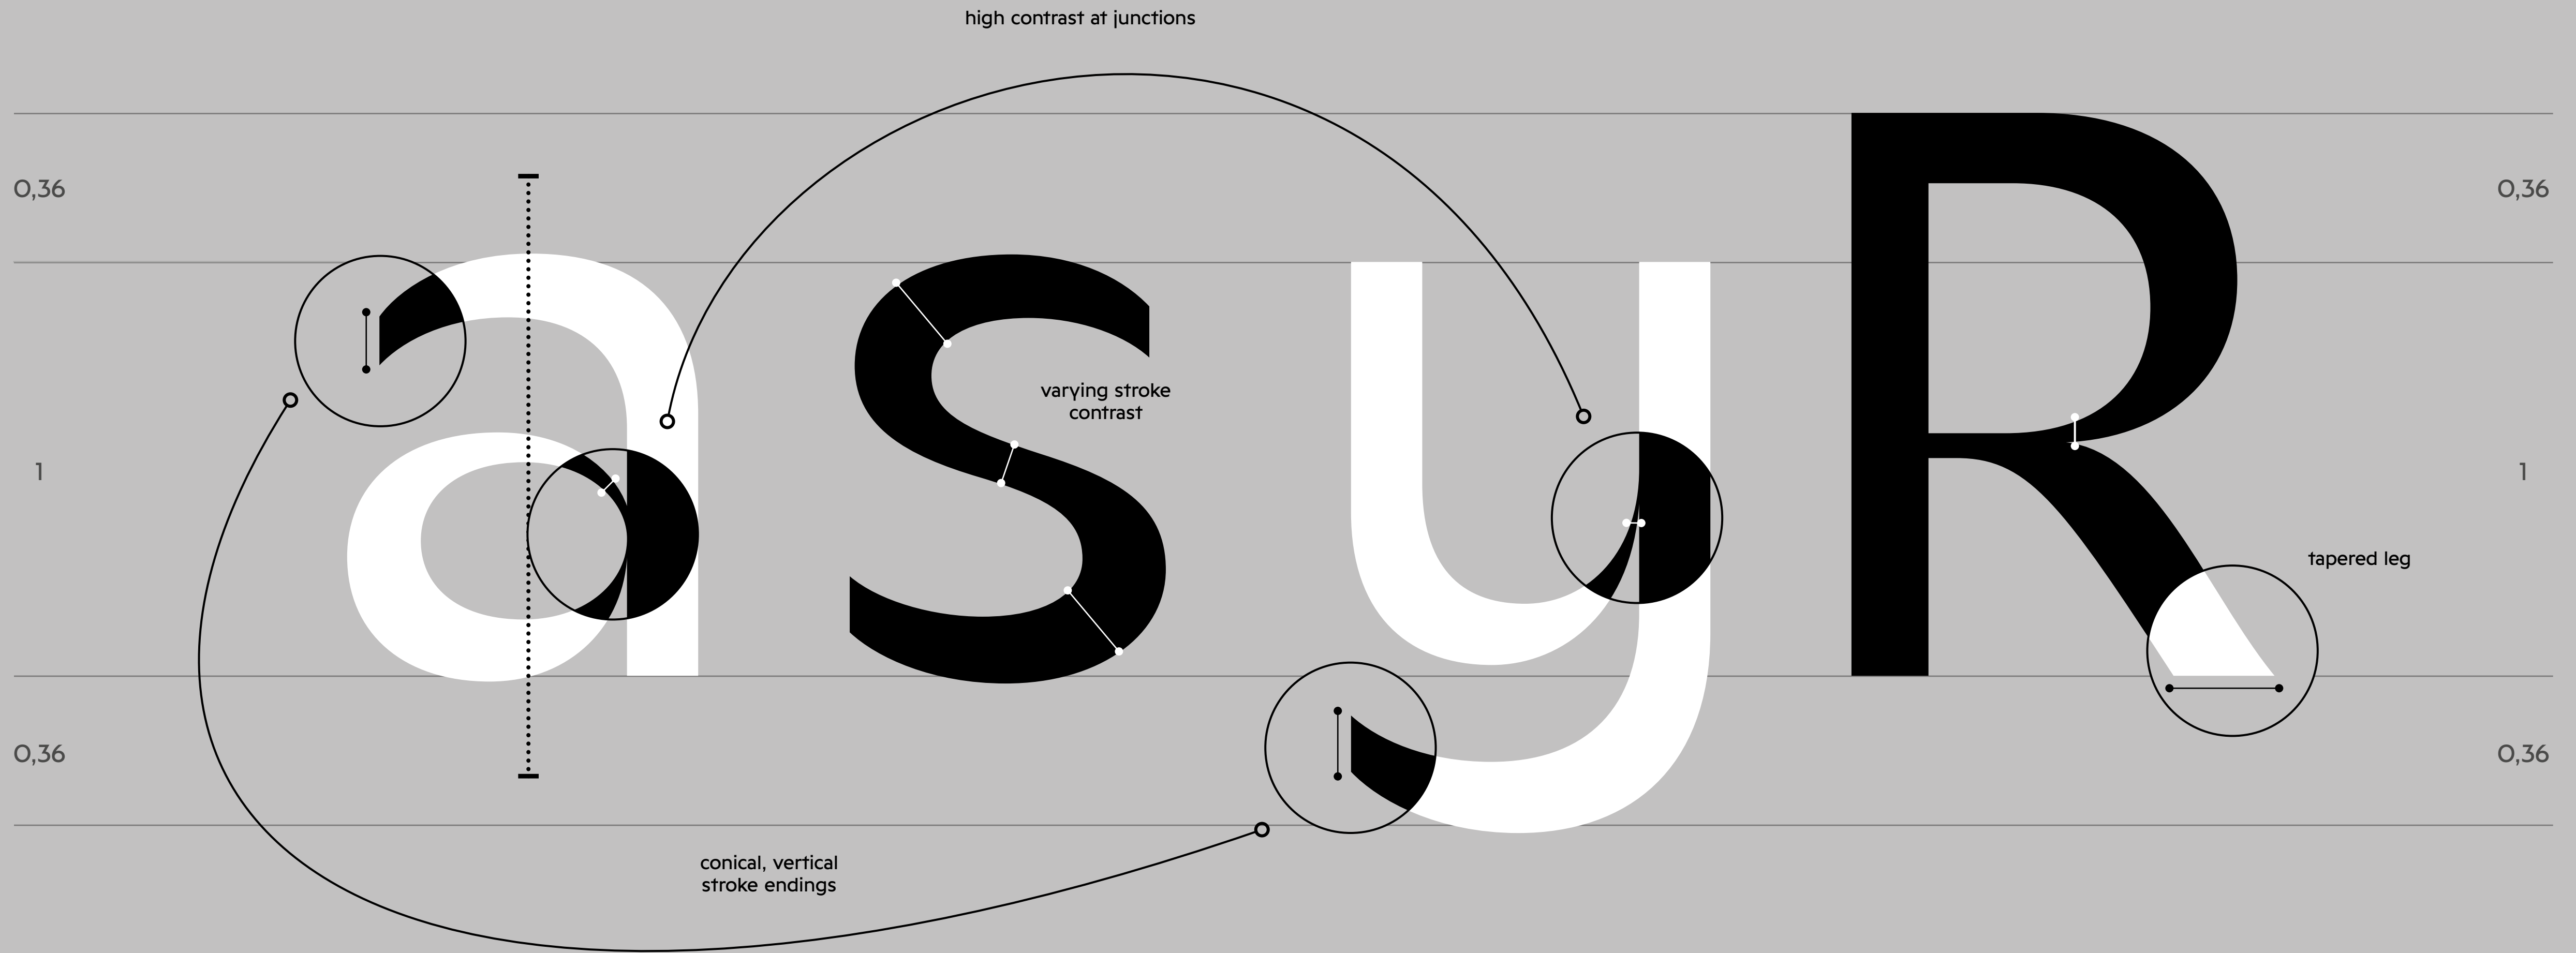 high contrast at junctions
0,36
0,36
asyR
varying stroke
contrast
1
1
tapered leg
0,36
0,36
conical, vertical
stroke endings